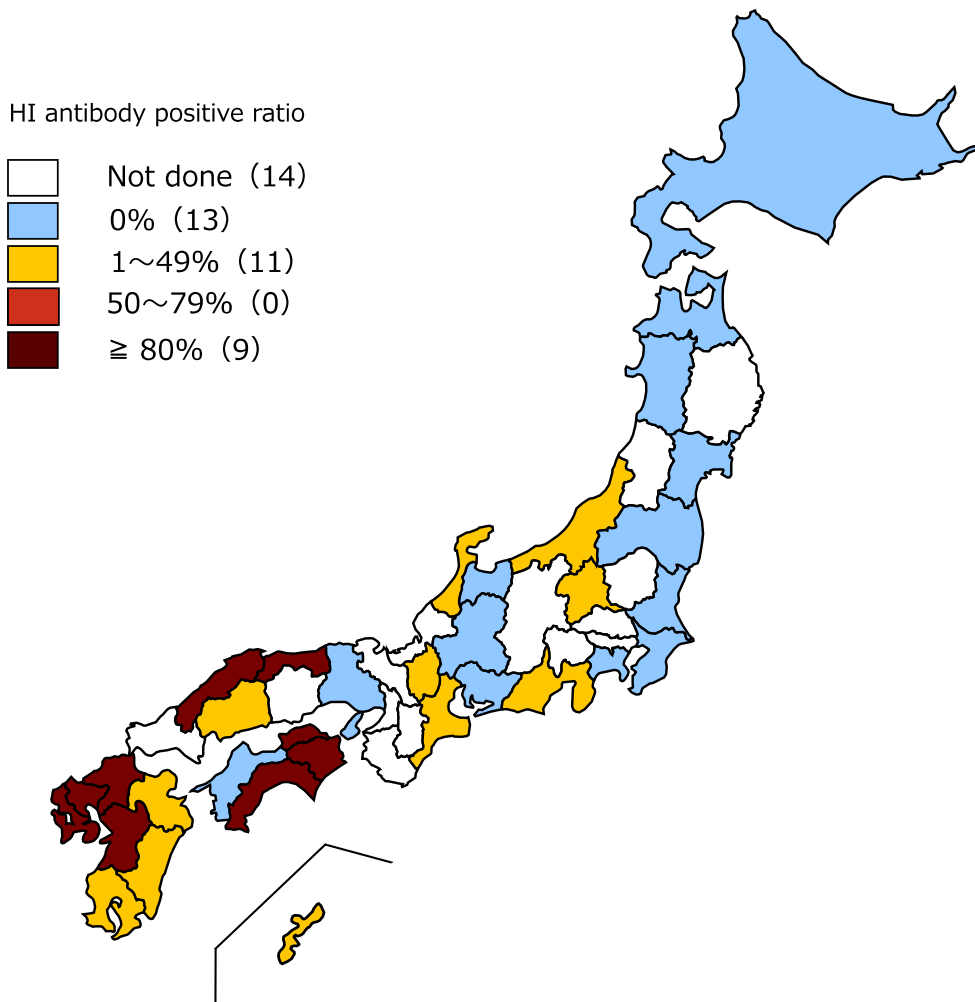 HI antibody positive ratio
Not done（14）
0%（13）
1～49%（11）
50～79%（0）
≧ 80%（9）